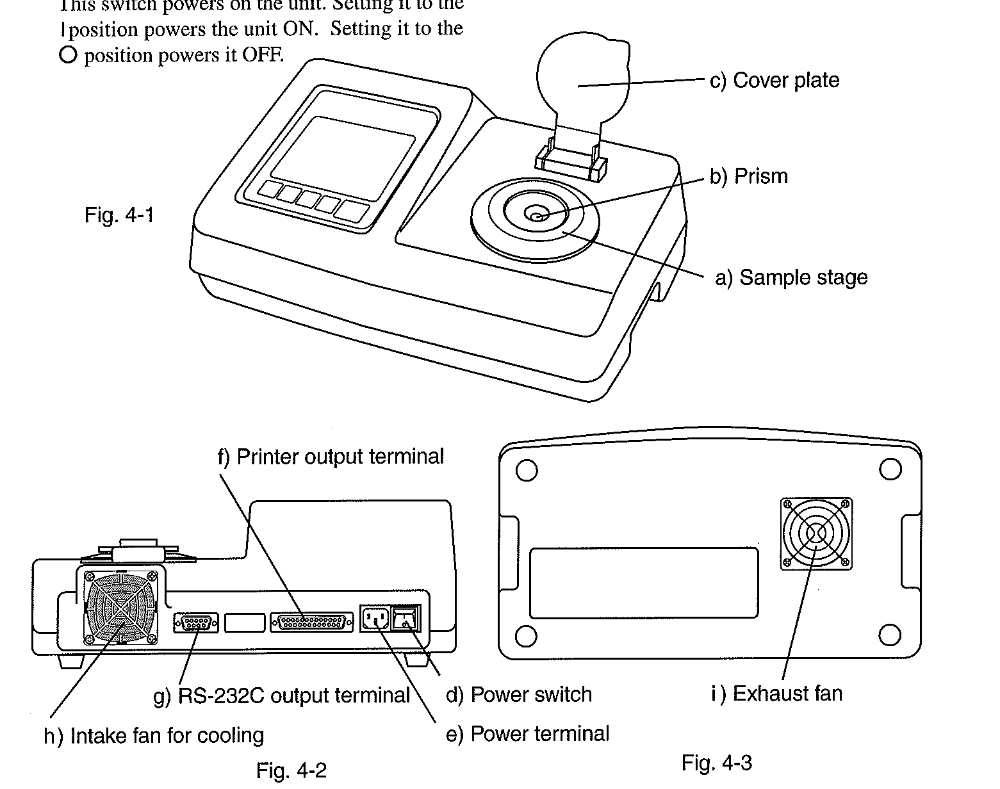 This switch powers on the unit. Setting it to the
| position powers the unit ON. Setting it to the
O position powers it OFF.
c) Cover plate
b) Prism
Fig. 4-1
a) Sample stage
f) Printer output terminal
g) RS-232C output terminal
d) Power switch
i) Exhaust fan
h) Intake fan for cooling
e) Power terminal
Fig. 4-2
Fig. 4-3